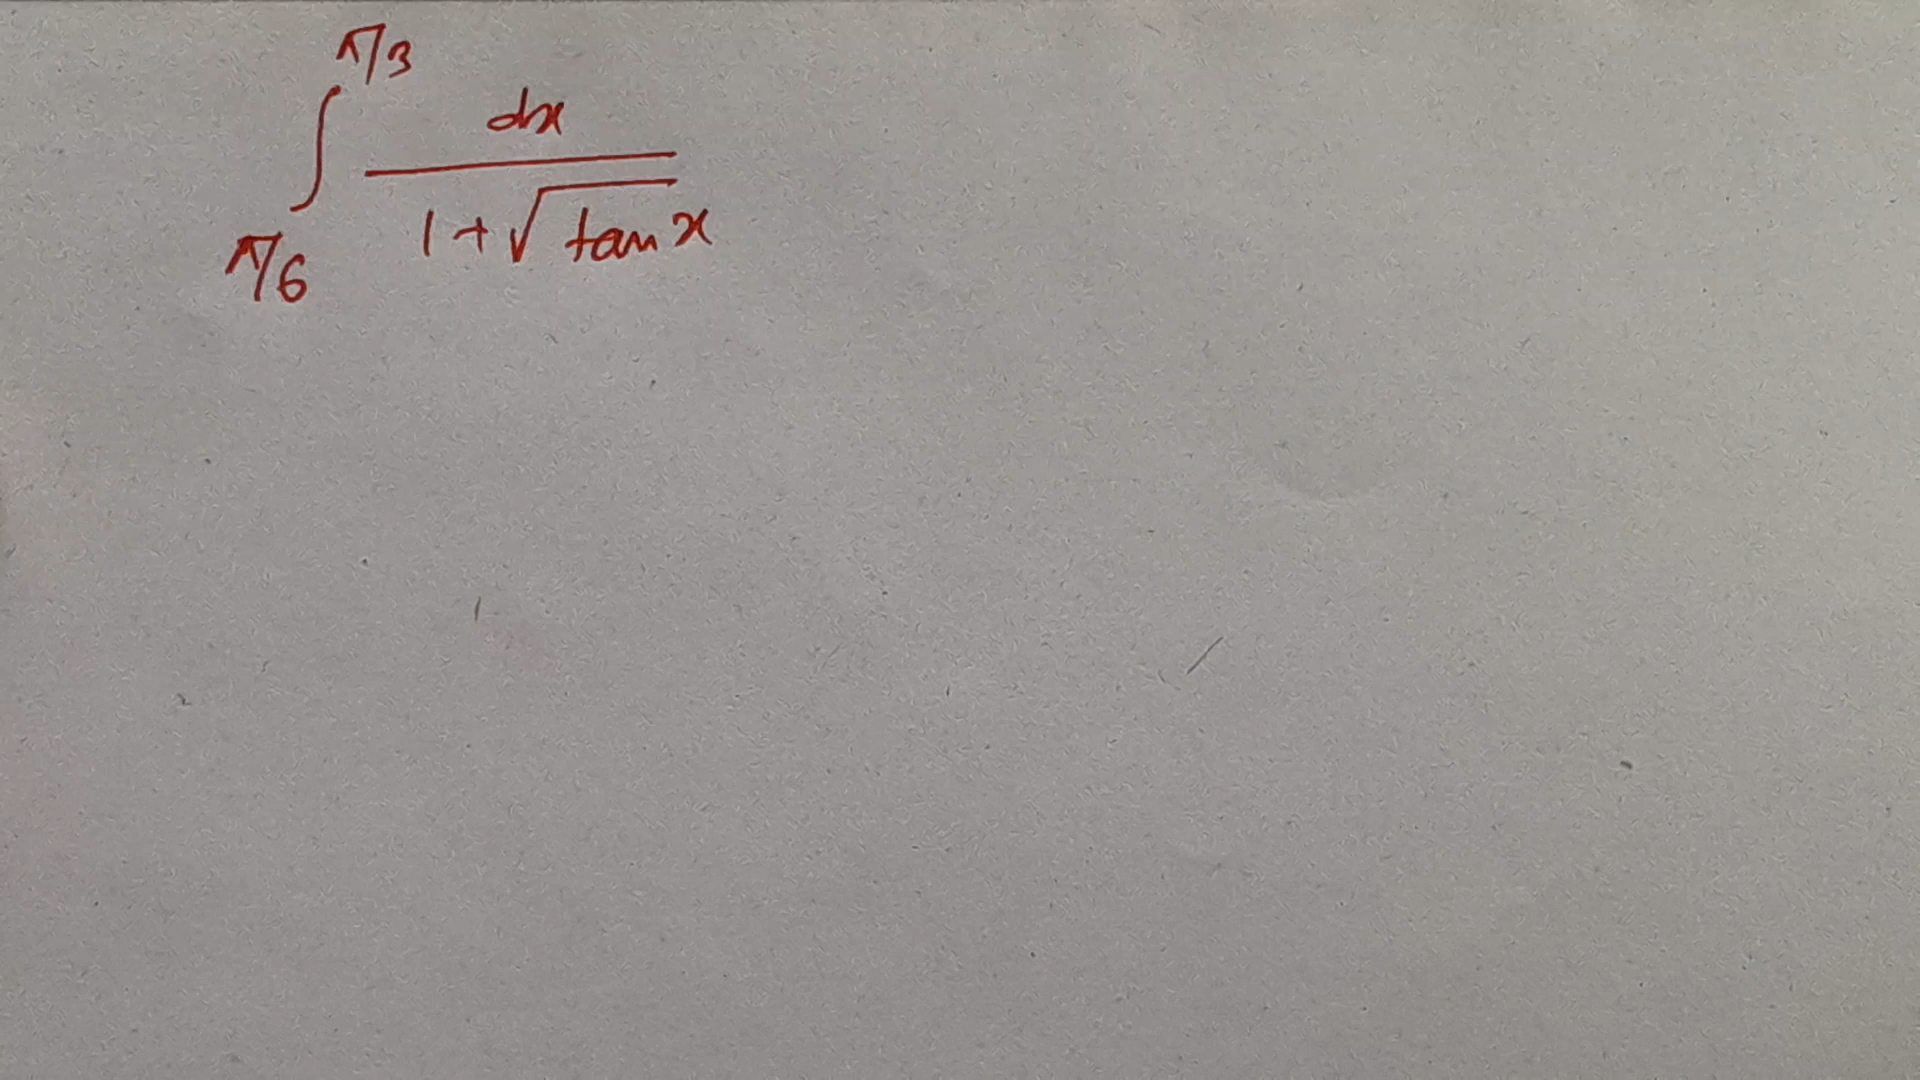 ∫_{π/6}^{π/3} dx / (1+√(tan x))